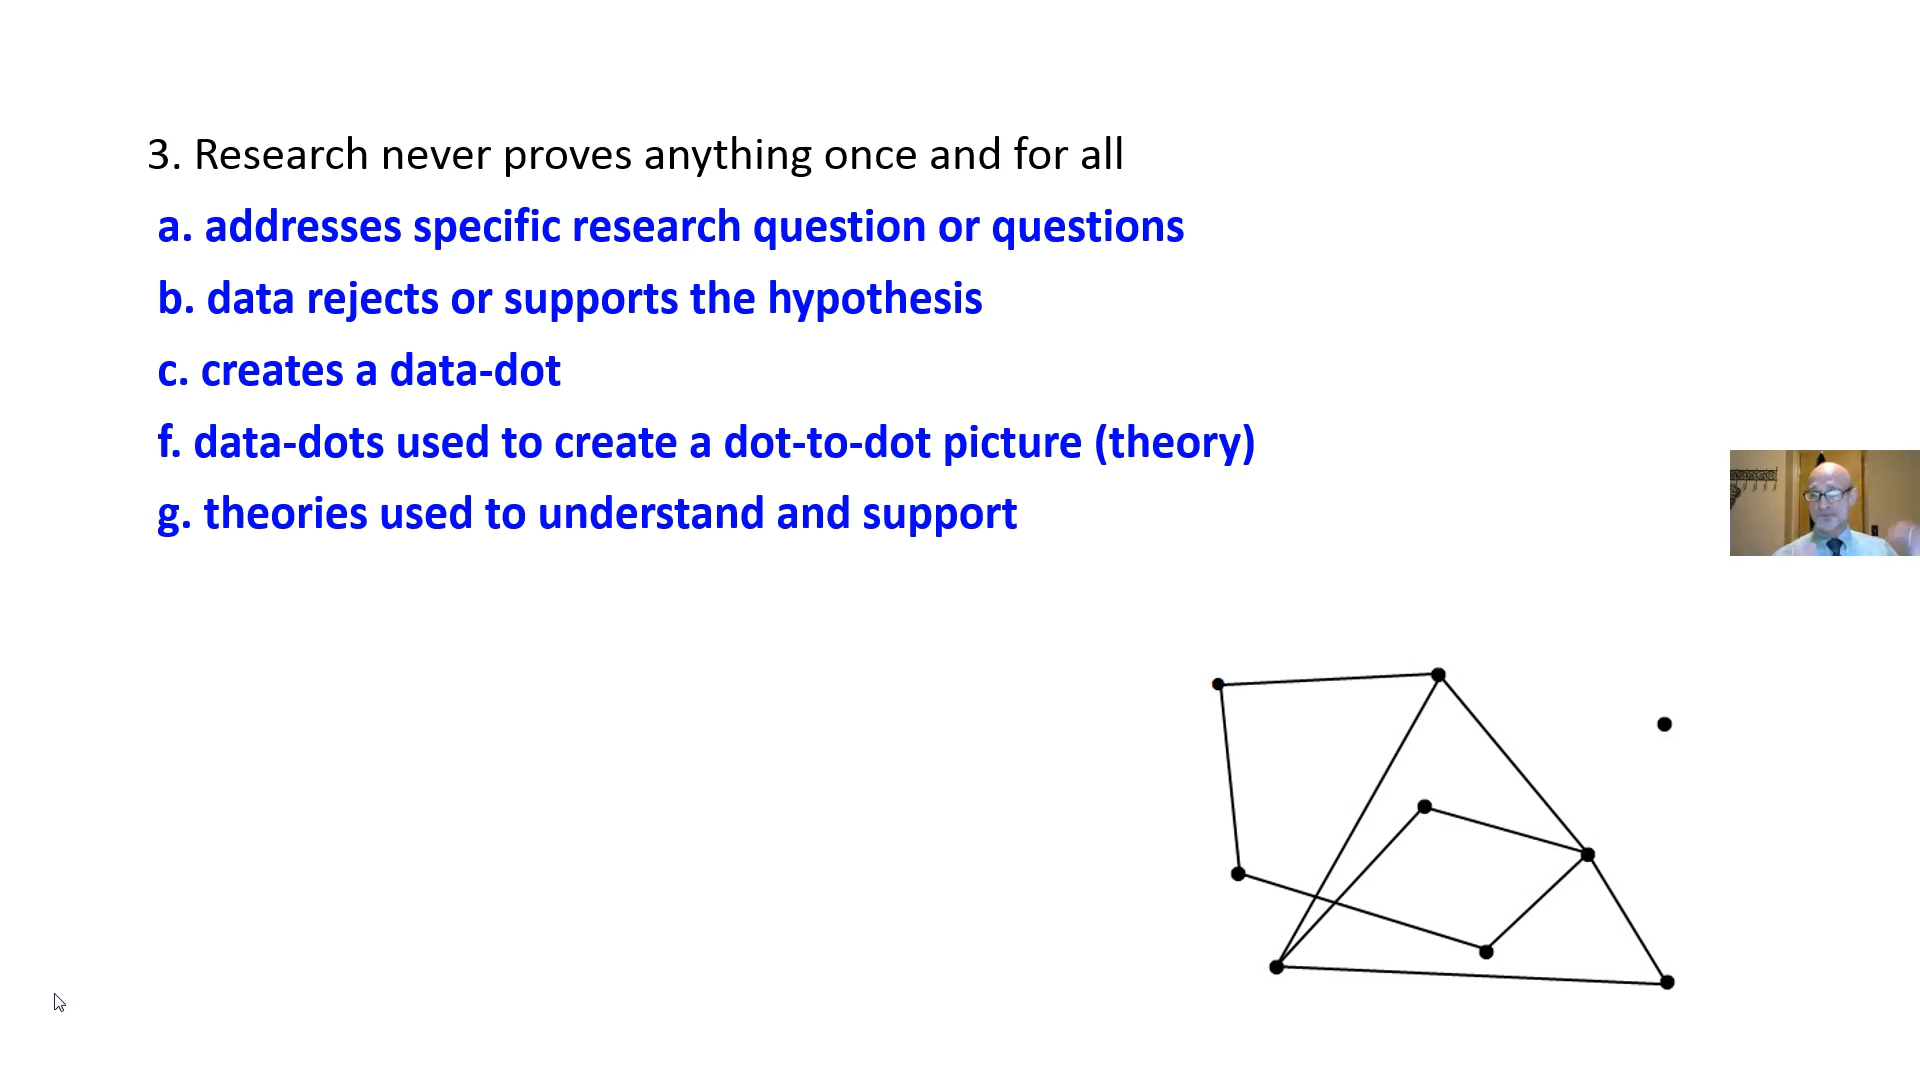 3. Research never proves anything once and for all
a. addresses specific research question or questions
b. data rejects or supports the hypothesis
c. creates a data-dot
f. data-dots used to create a dot-to-dot picture (theory)
g. theories used to understand and support